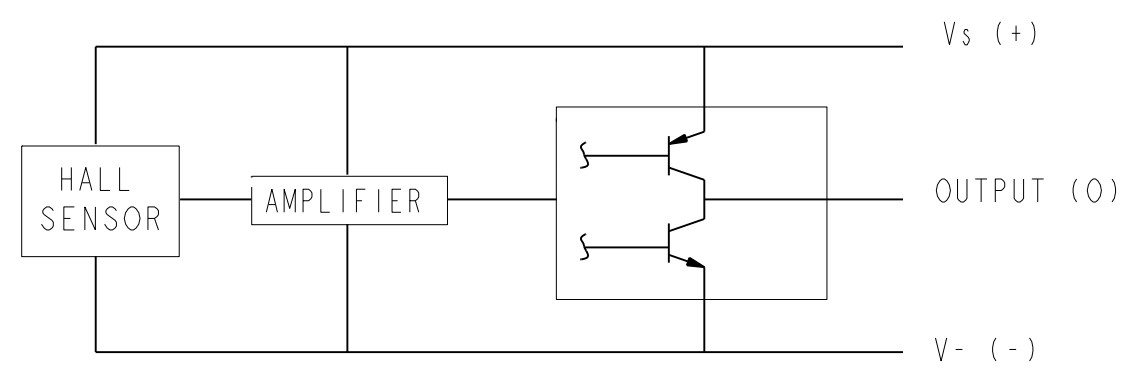 Vs (+)
HALL
SENSOR
AMPLIFIER
OUTPUT (O)
V- (-)